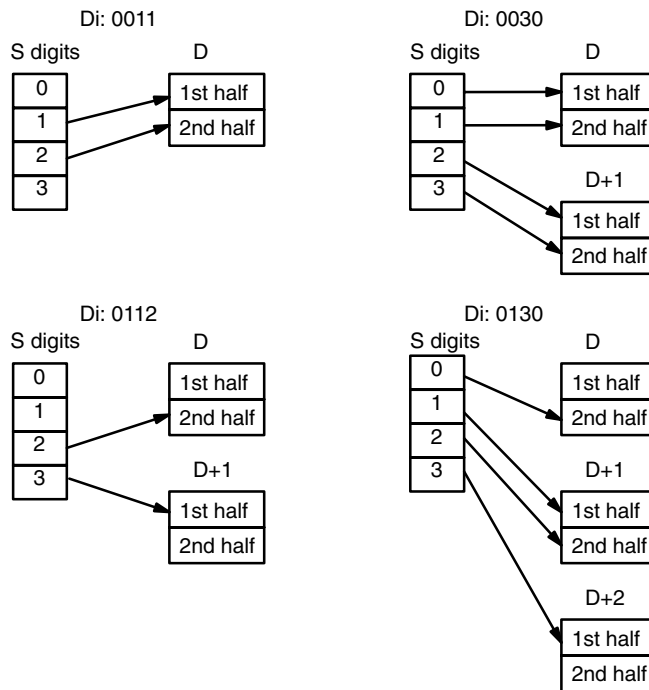 Di: 0011
S digits
D
0
1
2
3
1st half
2nd half
Di: 0030
S digits
D
0
1
2
3
1st half
2nd half
D+1
1st half
2nd half
Di: 0112
S digits
D
0
1
2
3
1st half
2nd half
D+1
1st half
2nd half
Di: 0130
S digits
D
0
1
2
3
1st half
2nd half
D+1
1st half
2nd half
D+2
1st half
2nd half